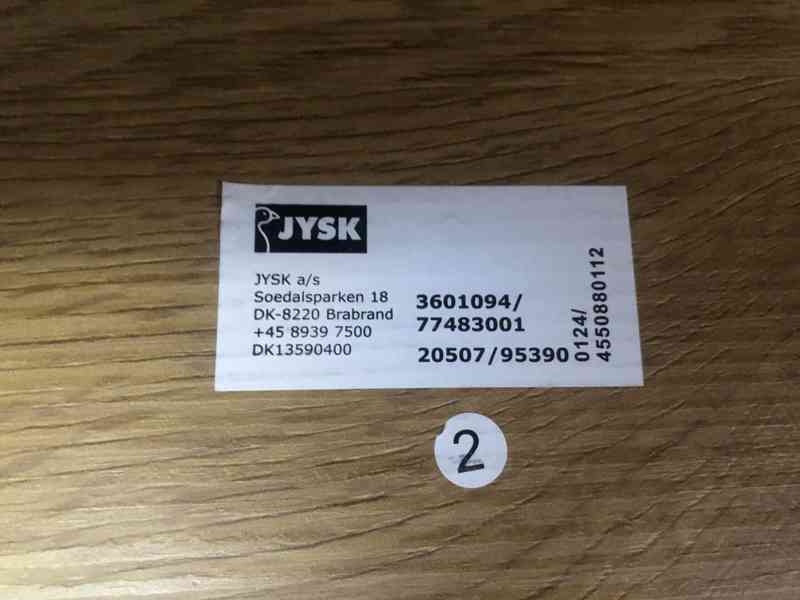 JYSK
JYSK a/s
Soedalsparken 18
DK-8220 Brabrand
+45 8939 7500
DK13590400
3601094/
77483001
20507/95390
0124/
4550880112
2